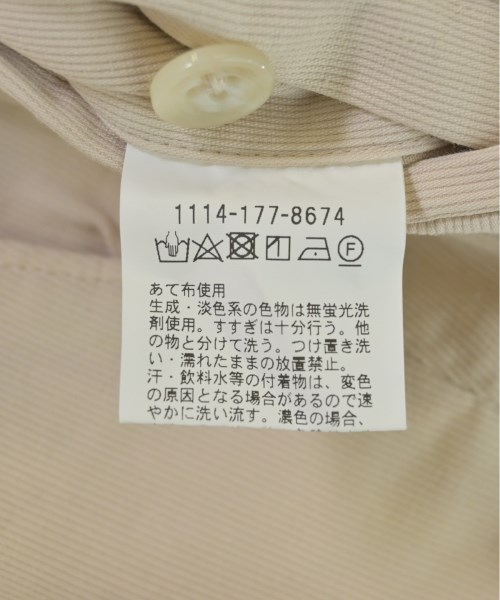 1114-177-8674
F
あて布使用
生成・淡色系の色物は無蛍光洗
剤使用。すすぎは十分行う。他
の物と分けて洗う。つけ置き洗
い・濡れたままの放置禁止。
汗・飲料水等の付着物は、変色
の原因となる場合があるので速
やかに洗い流す。濃色の場合、